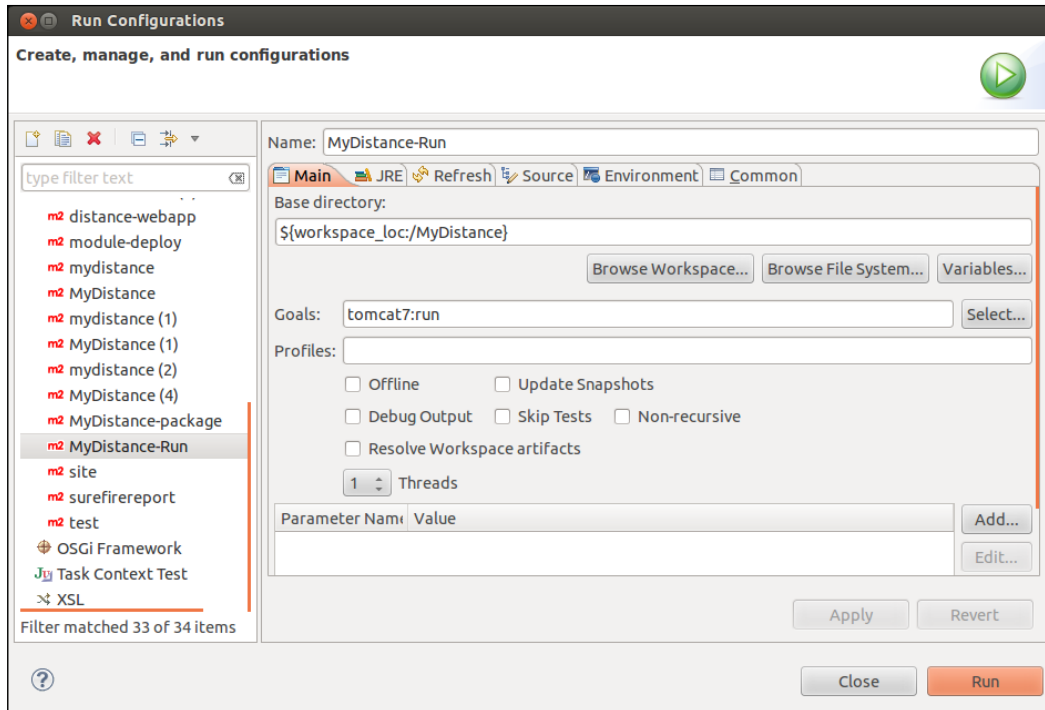 Run Configurations
Create, manage, and run configurations
Name: MyDistance-Run
type filter text
Main JRE Refresh Source Environment Common
Base directory:
${workspace_loc:/MyDistance}
Browse Workspace... Browse File System... Variables...
Goals: tomcat7:run Select...
Profiles:
Offline Update Snapshots
Debug Output Skip Tests Non-recursive
Resolve Workspace artifacts
1 Threads
Parameter Name Value Add...
Edit...
m2 distance-webapp
m2 module-deploy
m2 mydistance
m2 MyDistance
m2 mydistance (1)
m2 MyDistance (1)
m2 mydistance (2)
m2 MyDistance (4)
m2 MyDistance-package
m2 MyDistance-Run
m2 site
m2 surefirereport
m2 test
OSGi Framework
Ju Task Context Test
XSL
Filter matched 33 of 34 items
Apply Revert
? Close Run